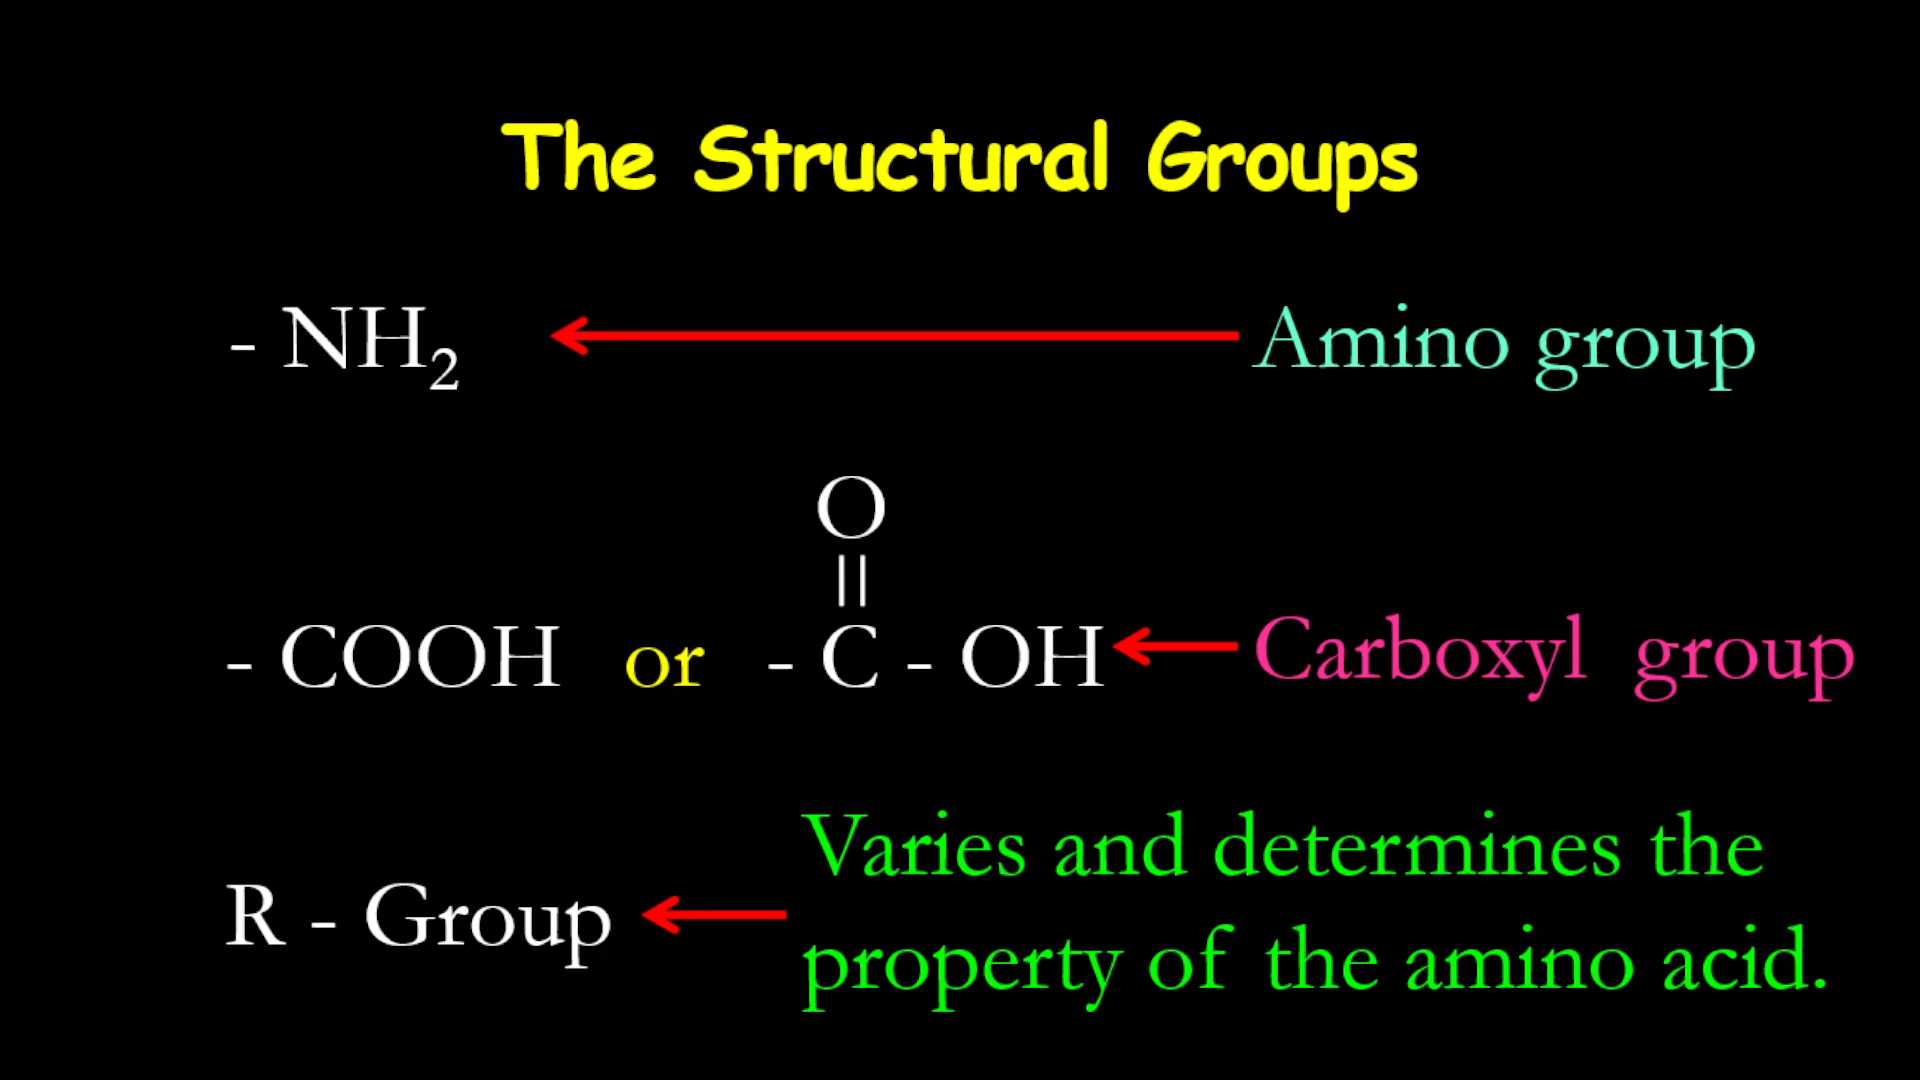 The Structural Groups
- NH₂ Amino group
O
||
- COOH or - C - OH Carboxyl group
Varies and determines the
R - Group
property of the amino acid.